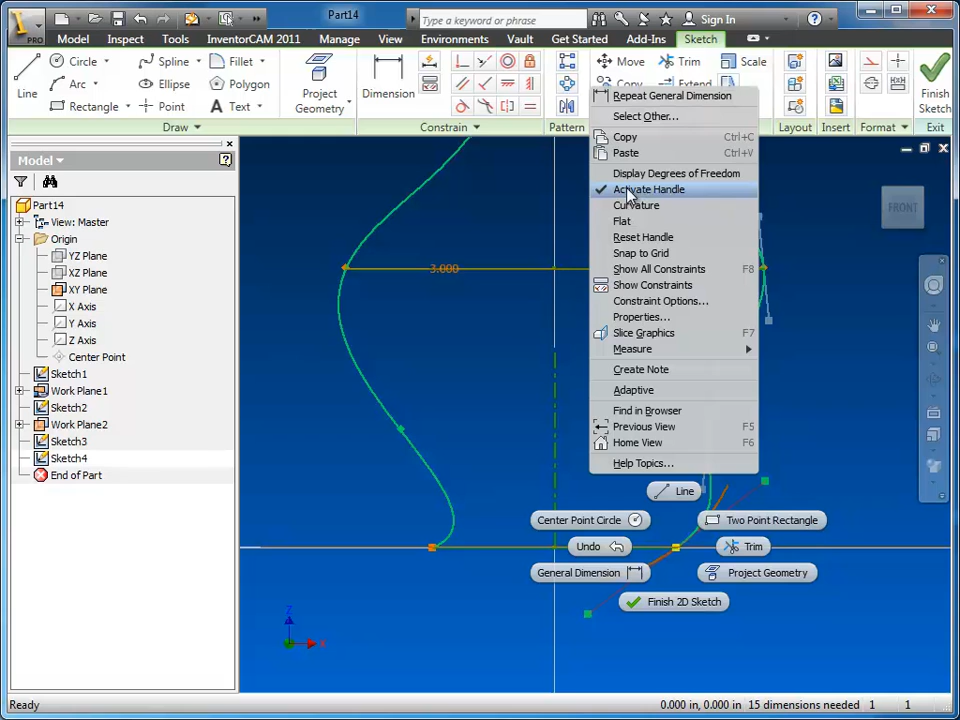 Part14
Type a keyword or phrase
Sign In
PRO
Model Inspect Tools InventorCAM 2011 Manage View Environments Vault Get Started Add-Ins Sketch
Line Circle Spline Fillet Dimension Move Trim Scale
Arc Ellipse Polygon Project Geometry Copy Extend
Rectangle Point Text
Finish Sketch
Draw Constrain Pattern Layout Insert Format Exit
Model
Part14
View: Master
Origin
YZ Plane
XZ Plane
XY Plane
X Axis
Y Axis
Z Axis
Center Point
Sketch1
Work Plane1
Sketch2
Work Plane2
Sketch3
Sketch4
End of Part
3.000
Z
X
FRONT
Repeat General Dimension
Select Other...
Copy Ctrl+C
Paste Ctrl+V
Display Degrees of Freedom
Activate Handle
Curvature
Flat
Reset Handle
Snap to Grid
Show All Constraints F8
Show Constraints
Constraint Options...
Properties...
Slice Graphics F7
Measure
Create Note
Adaptive
Find in Browser
Previous View F5
Home View F6
Help Topics...
Line
Center Point Circle Two Point Rectangle
Undo Trim
General Dimension Project Geometry
Finish 2D Sketch
Ready 0.000 in, 0.000 in 15 dimensions needed 1 1